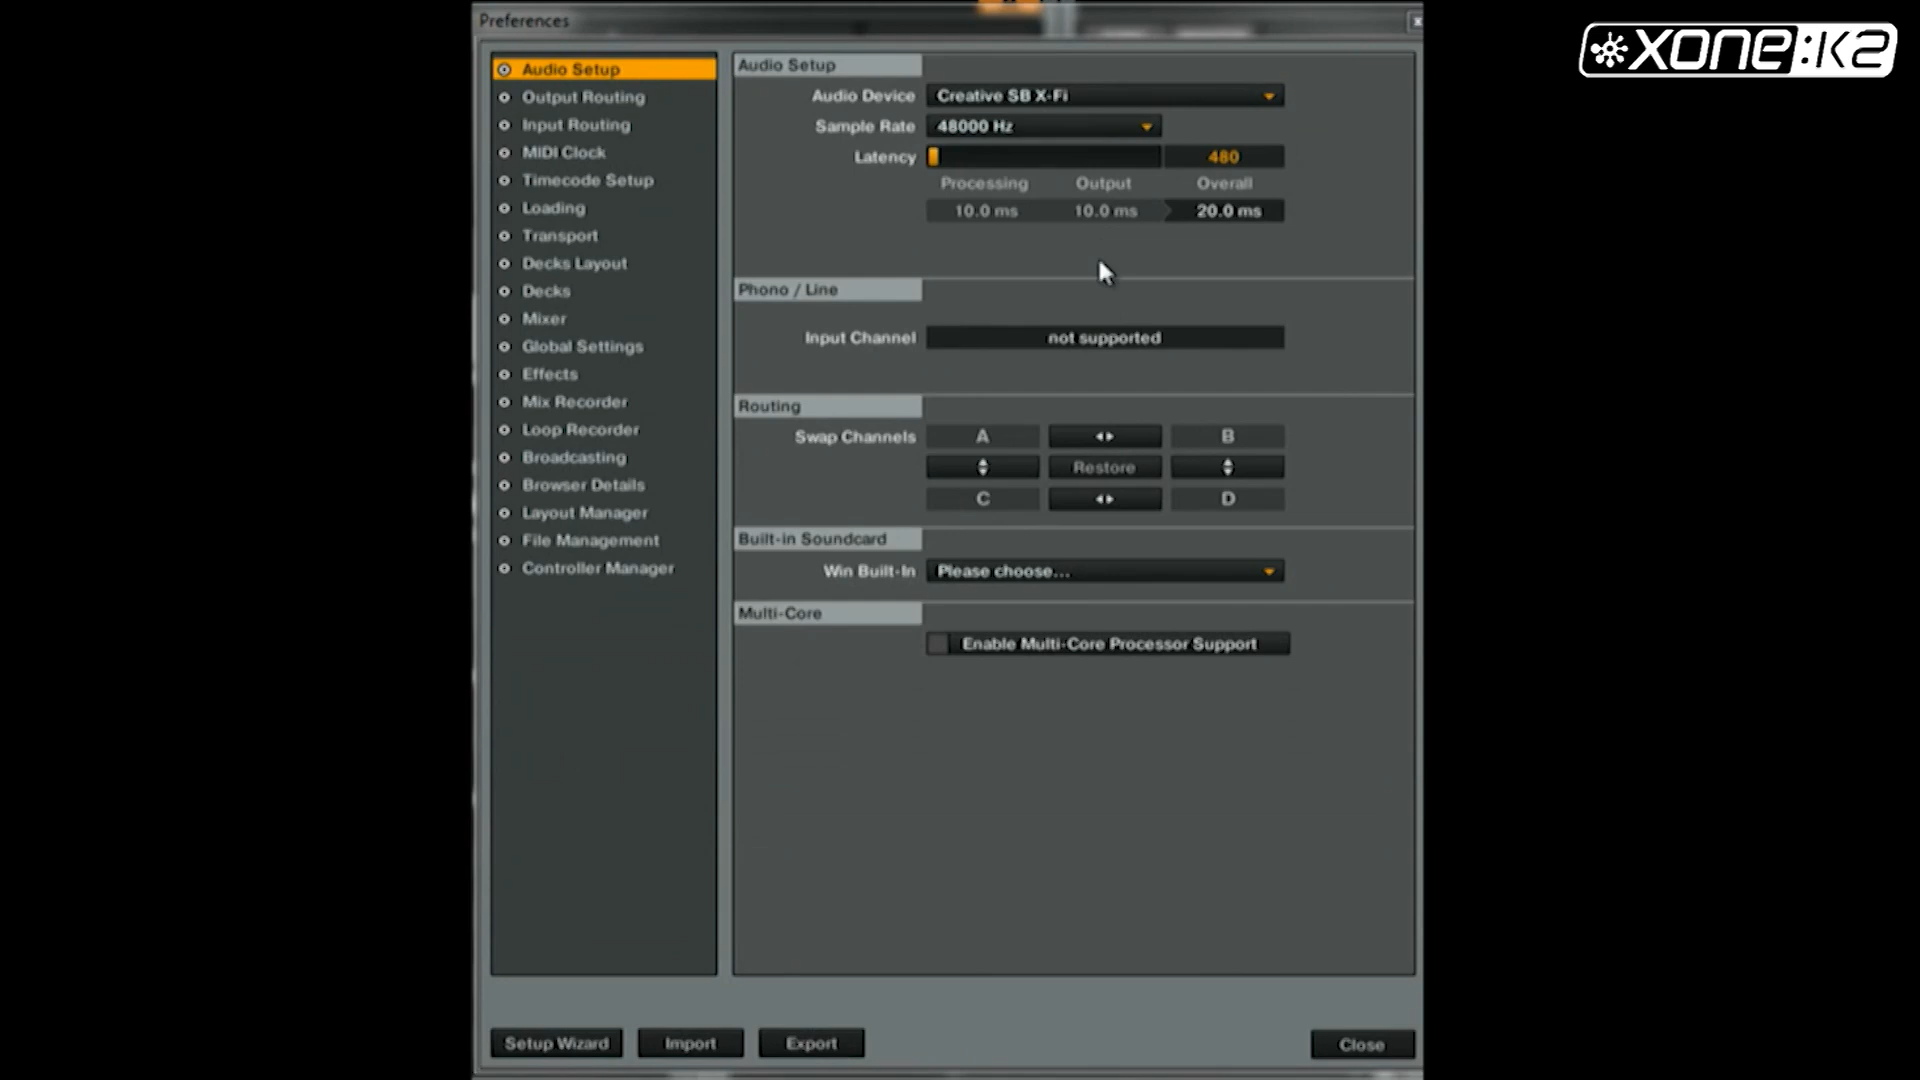 Preferences
XONE:K2
Audio Setup
Output Routing
Input Routing
MIDI Clock
Timecode Setup
Loading
Transport
Decks Layout
Decks
Mixer
Global Settings
Effects
Mix Recorder
Loop Recorder
Broadcasting
Browser Details
Layout Manager
File Management
Controller Manager
Audio Setup
Audio Device Creative SB X-Fi
Sample Rate 48000 Hz
Latency 480
Processing Output Overall
10.0 ms 10.0 ms 20.0 ms
Phono / Line
Input Channel not supported
Routing
Swap Channels A B
Restore
C D
Built-in Soundcard
Win Built-In Please choose...
Multi-Core
Enable Multi-Core Processor Support
Setup Wizard Import Export Close